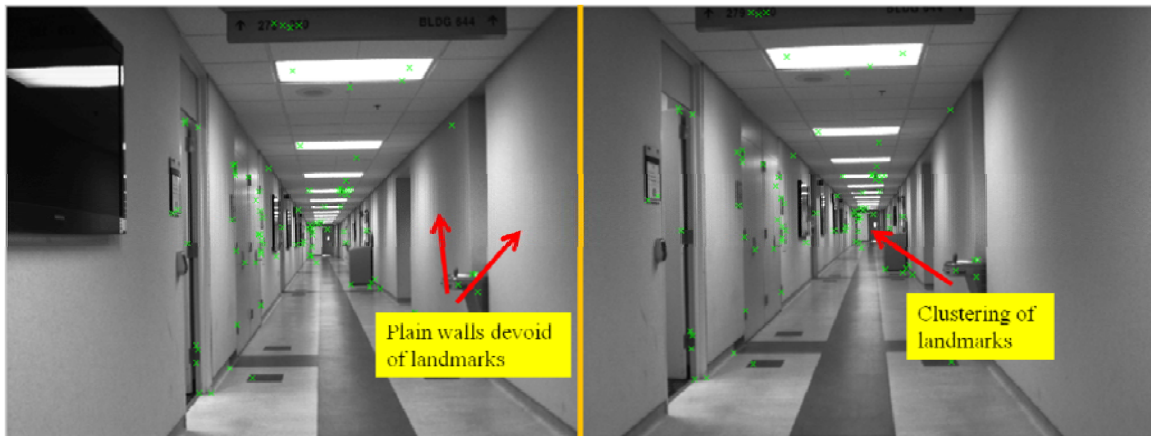 BLDG 644
Plain walls devoid
of landmarks
Clustering of
landmarks